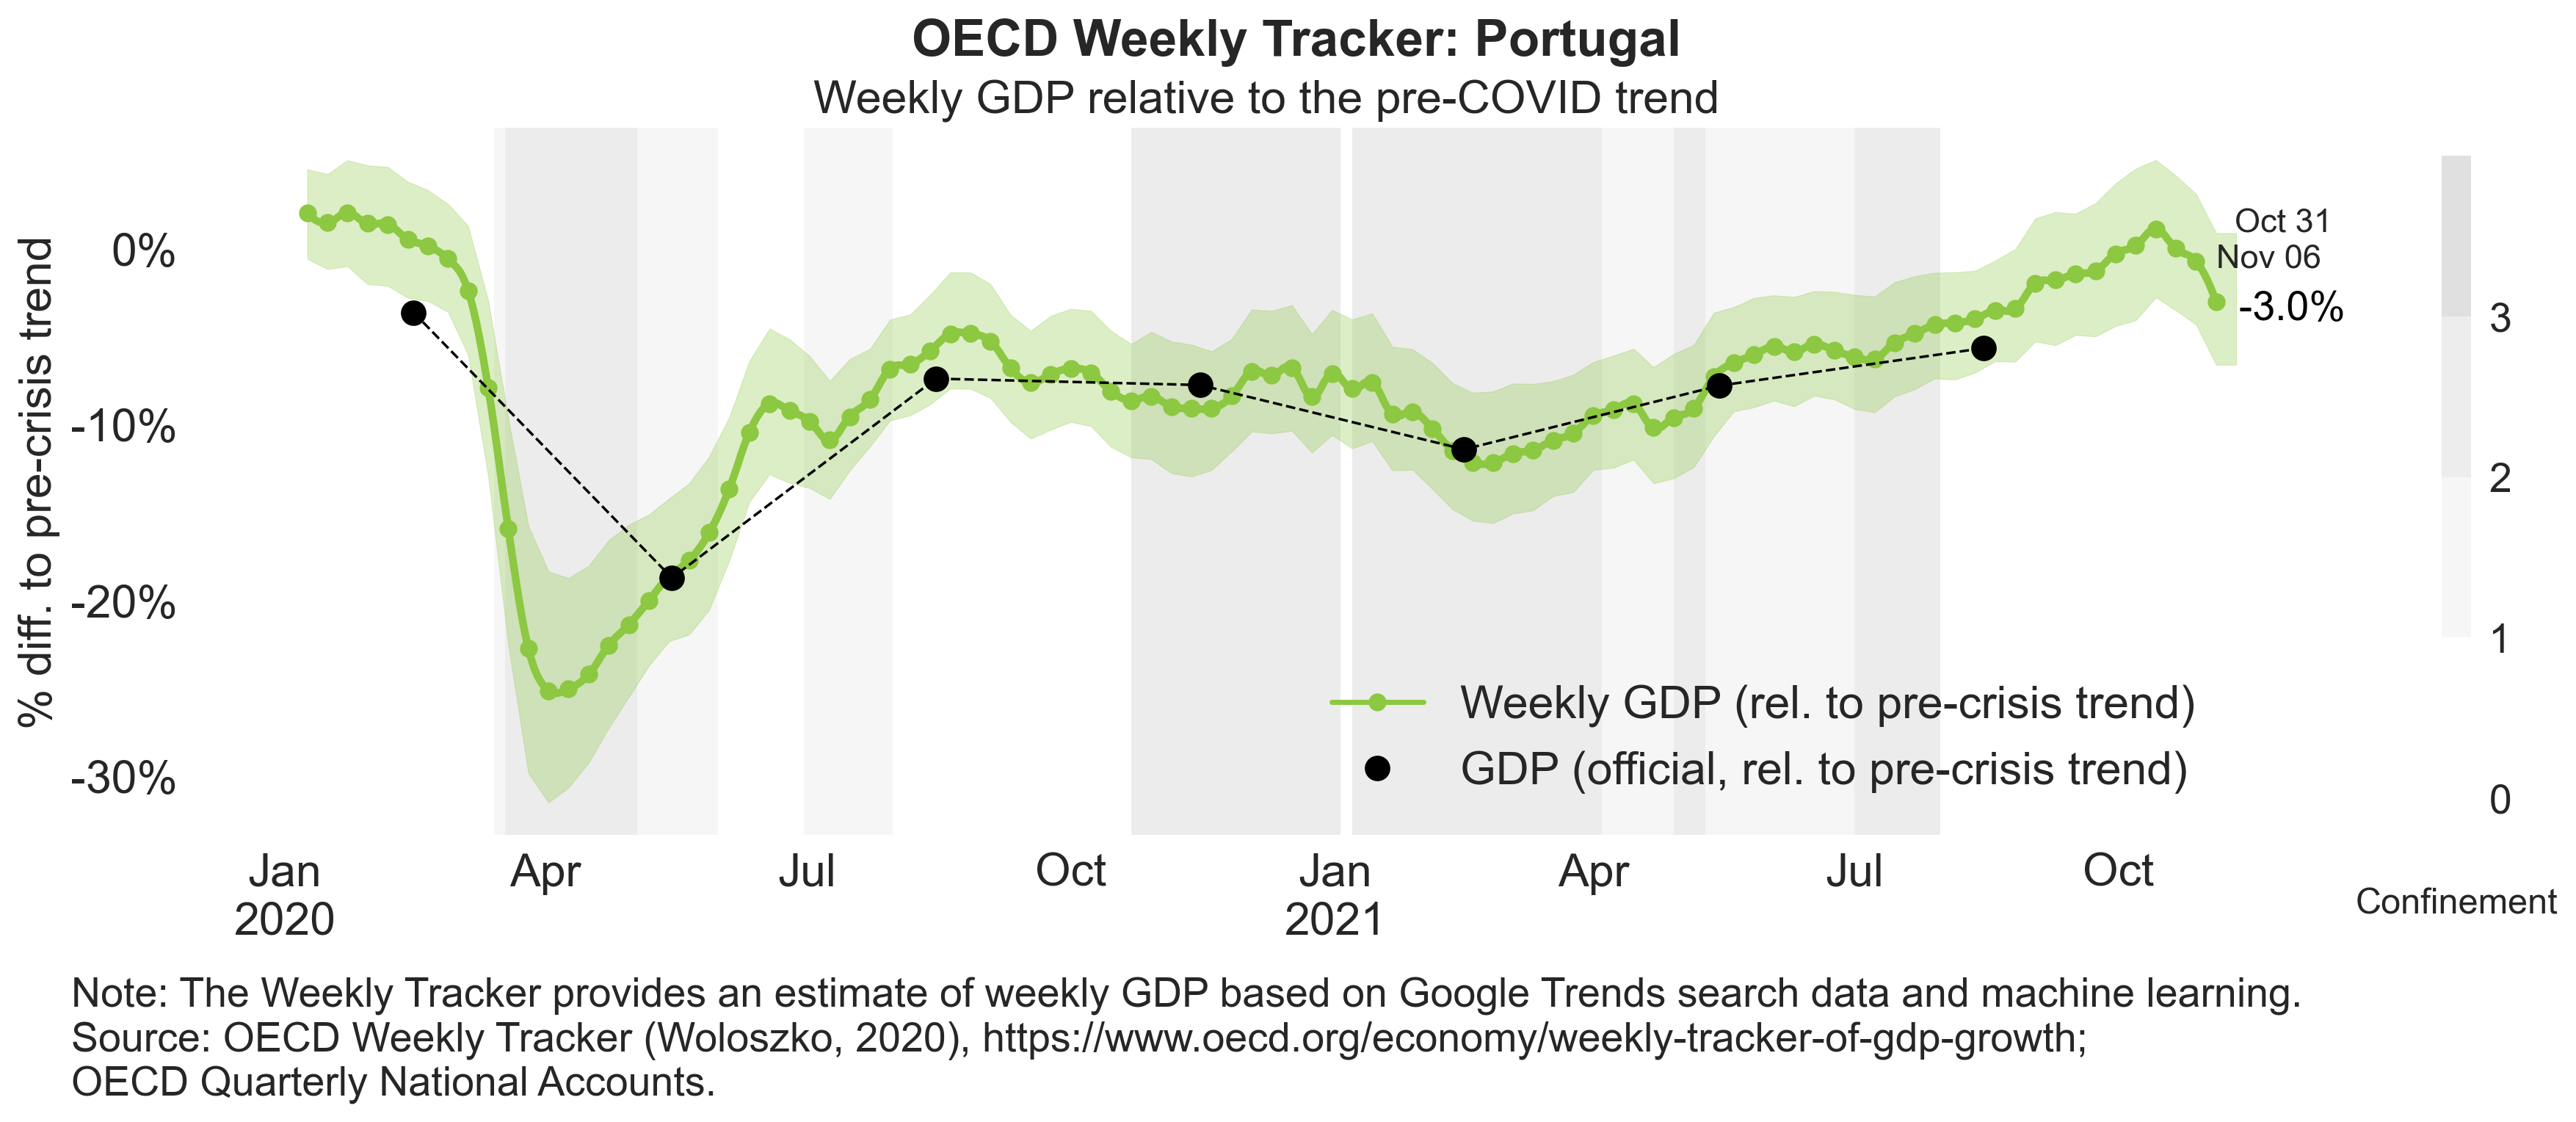 OECD Weekly Tracker: Portugal
Weekly GDP relative to the pre-COVID trend
% diff. to pre-crisis trend
0%
-10%
-20%
-30%
Oct 31
Nov 06
-3.0%
3
2
1
0
Weekly GDP (rel. to pre-crisis trend)
GDP (official, rel. to pre-crisis trend)
Jan Apr Jul Oct Jan Apr Jul Oct
2020 2021
Confinement
Note: The Weekly Tracker provides an estimate of weekly GDP based on Google Trends search data and machine learning.
Source: OECD Weekly Tracker (Woloszko, 2020), https://www.oecd.org/economy/weekly-tracker-of-gdp-growth;
OECD Quarterly National Accounts.